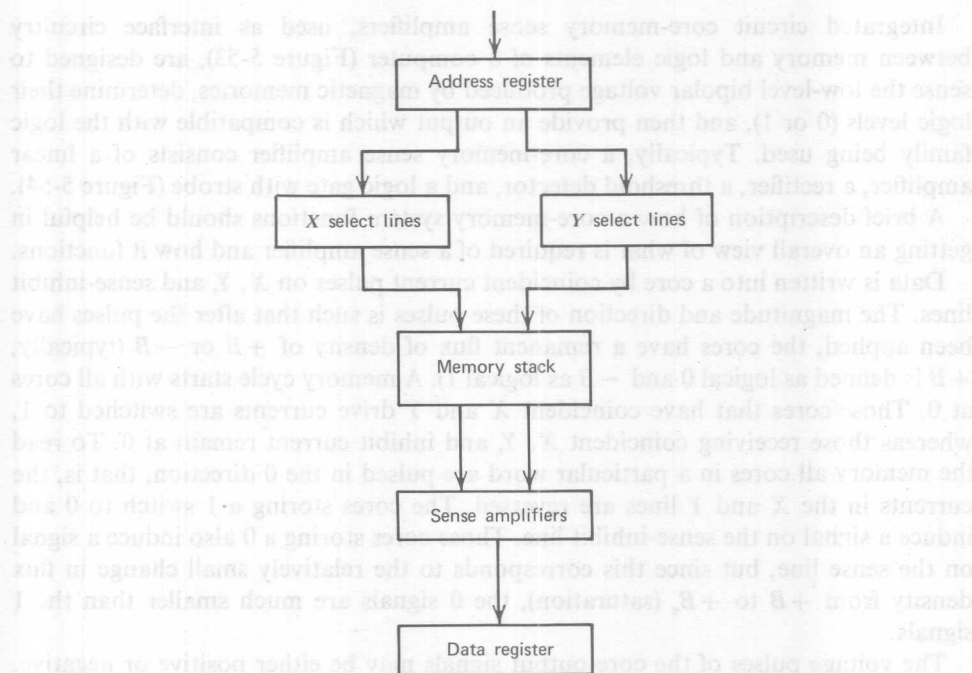 Integrated circuit core-memory sense amplifiers, used as interface circuitry
between memory and logic elements of a computer (Figure 5-53), are designed to
sense the low-level bipolar voltage produced by magnetic memories, determine their
logic levels (0 or 1), and then provide an output which is compatible with the logic
family being used. Typically, a core-memory sense amplifier consists of a linear
amplifier, a rectifier, a threshold detector, and a logic gate with strobe (Figure
A brief description of how a core-memory system functions should be helpful in
getting an overall view of what is required of a sense amplifier and how it functions.
Data is written into a core by coincident current pulses on X, Y, and sense-inhibit
lines. The magnitude and direction of these pulses is such that after the pulses have
been applied, the cores have a remanent flux of density of +B or −B (typically,
+B is defined as logical 0 and −B as logical 1). A memory cycle starts with all cores
at 0. Those cores that have coincident X and Y drive currents are switched to 1,
whereas those receiving coincident X, Y, and inhibit current remain at 0. To read
the memory all cores in a particular word are pulsed in the 0 direction, that is, the
currents in the X and Y lines are reversed. The cores storing a 1 switch to 0 and
induce a signal on the sense-inhibit line. Those cores storing a 0 also induce a signal
on the sense line, but since this corresponds to the relatively small change in flux
density from +B to (saturation), the 0 signals are much smaller than the 1
signals.
The voltage pulses of the core output signals may be either positive or negative,
Address register
X select lines
Y select lines
Memory stack
Sense amplifiers
Data register